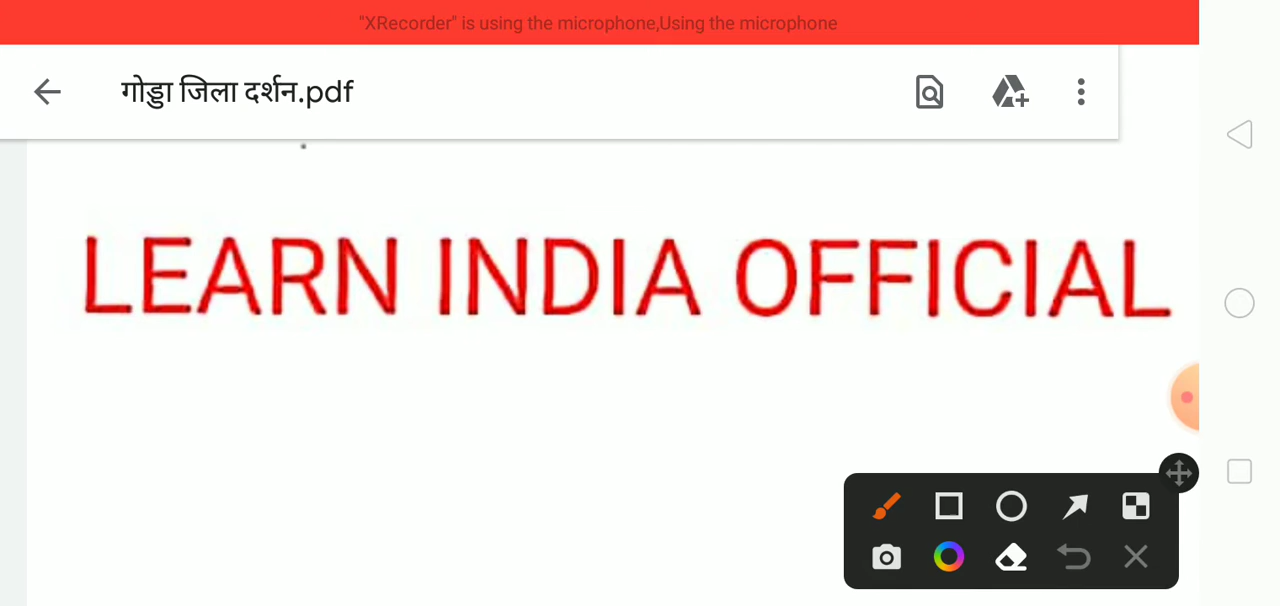 "XRecorder" is using the microphone,Using the microphone
गोड्डा जिला दर्शन.pdf
LEARN INDIA OFFICIAL